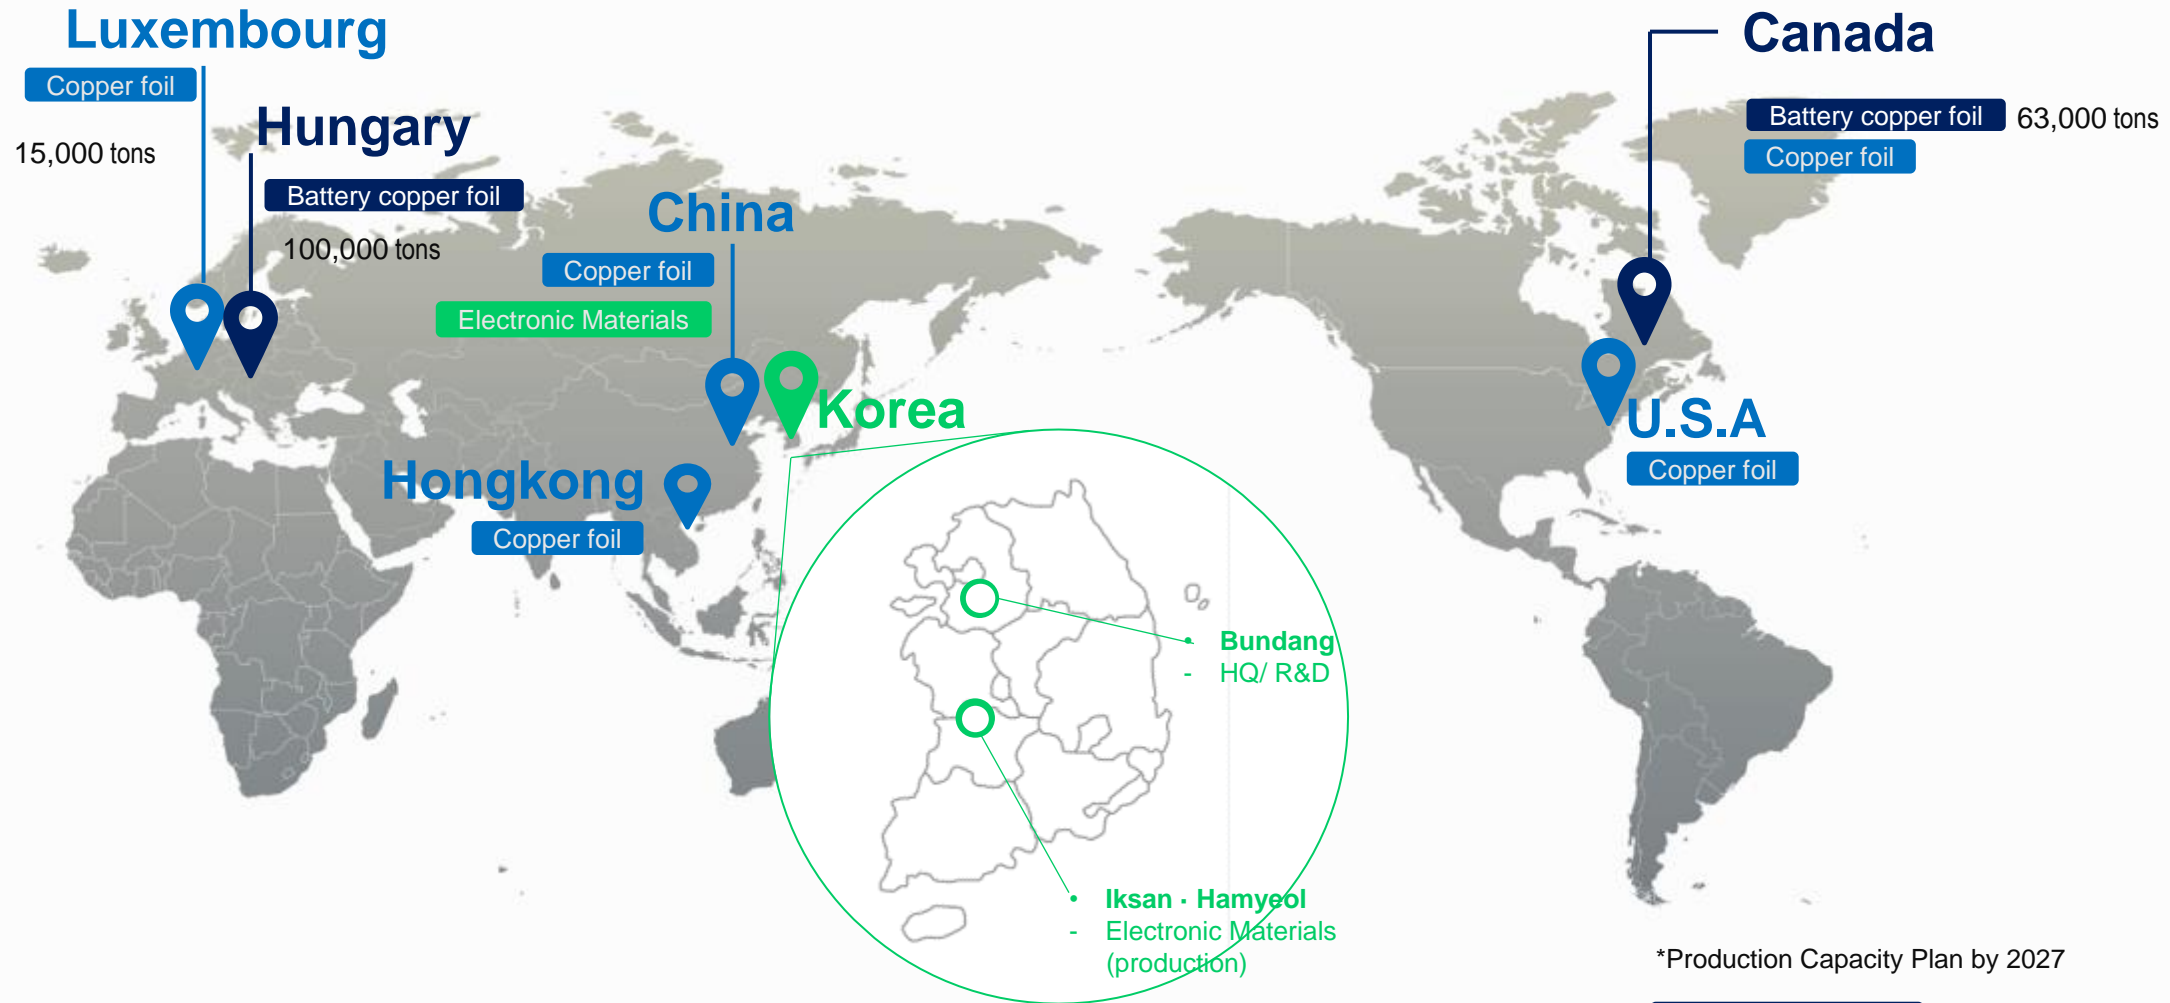 Luxembourg
Copper foil
15,000 tons
Hungary
Battery copper foil
100,000 tons
China
Copper foil
Electronic Materials
Korea
Hongkong
Copper foil
Canada
Battery copper foil 63,000 tons
Copper foil
U.S.A
Copper foil
• Bundang
- HQ/ R&D
• Iksan · Hamyeol
- Electronic Materials
(production)
*Production Capacity Plan by 2027